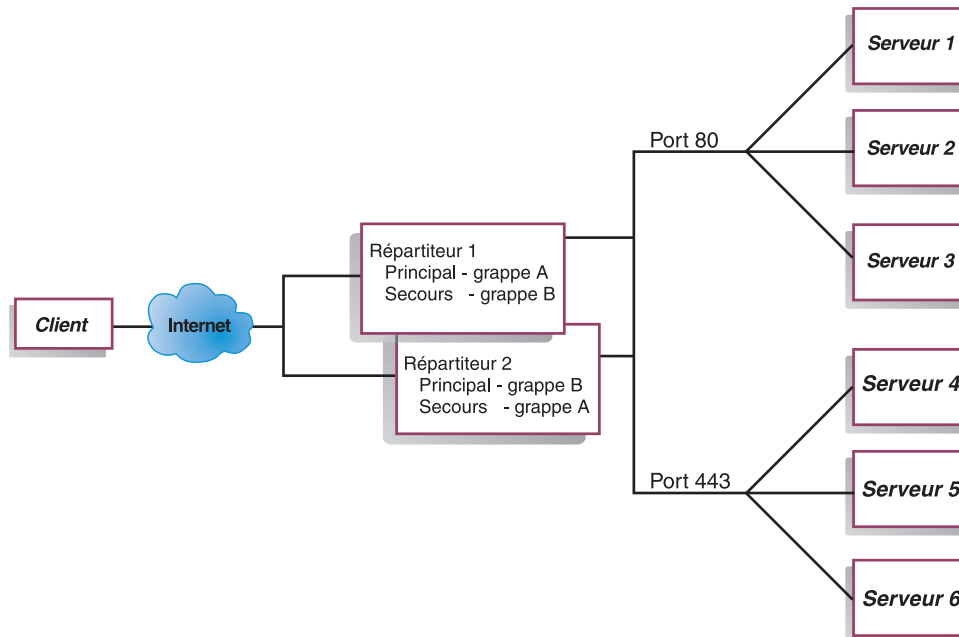 Serveur 1
Port 80
Serveur 2
Serveur 3
Répartiteur 1
Principal - grappe A
Secours - grappe B
Client
Internet
Répartiteur 2
Principal - grappe B
Secours - grappe A
Serveur 4
Port 443
Serveur 5
Serveur 6